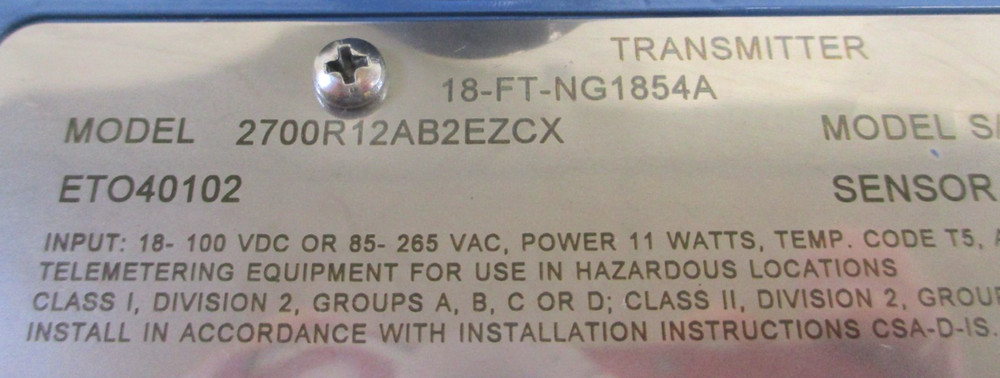 TRANSMITTER
18-FT-NG1854A
MODEL 2700R12AB2EZCX MODEL
ETO40102 SENSOR
INPUT: 18- 100 VDC OR 85- 265 VAC, POWER 11 WATTS, TEMP. CODE T5,
TELEMETERING EQUIPMENT FOR USE IN HAZARDOUS LOCATIONS
CLASS I, DIVISION 2, GROUPS A, B, C OR D; CLASS II, DIVISION 2,
INSTALL IN ACCORDANCE WITH INSTALLATION INSTRUCTIONS CSA-D-IS.